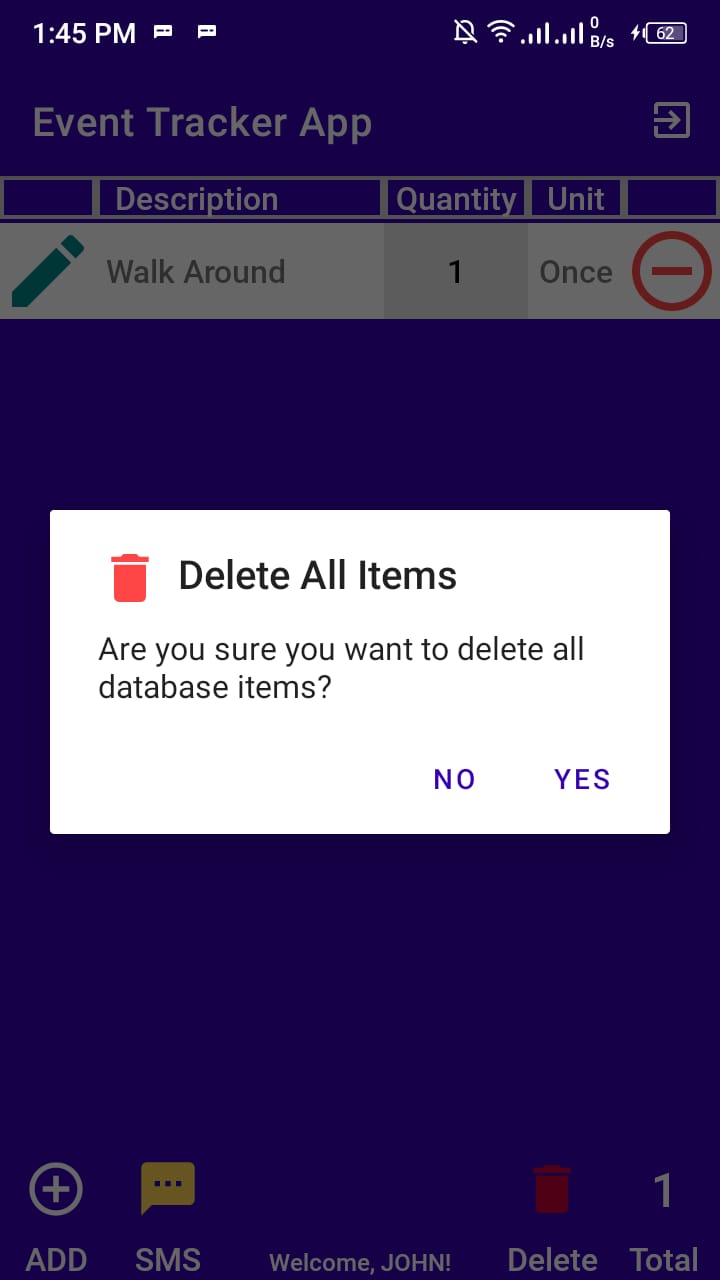 1:45 PM 0 B/s 62
Event Tracker App
Description Quantity Unit
Walk Around 1 Once
Delete All Items
Are you sure you want to delete all
database items?
NO YES
1
ADD SMS Welcome, JOHN! Delete Total